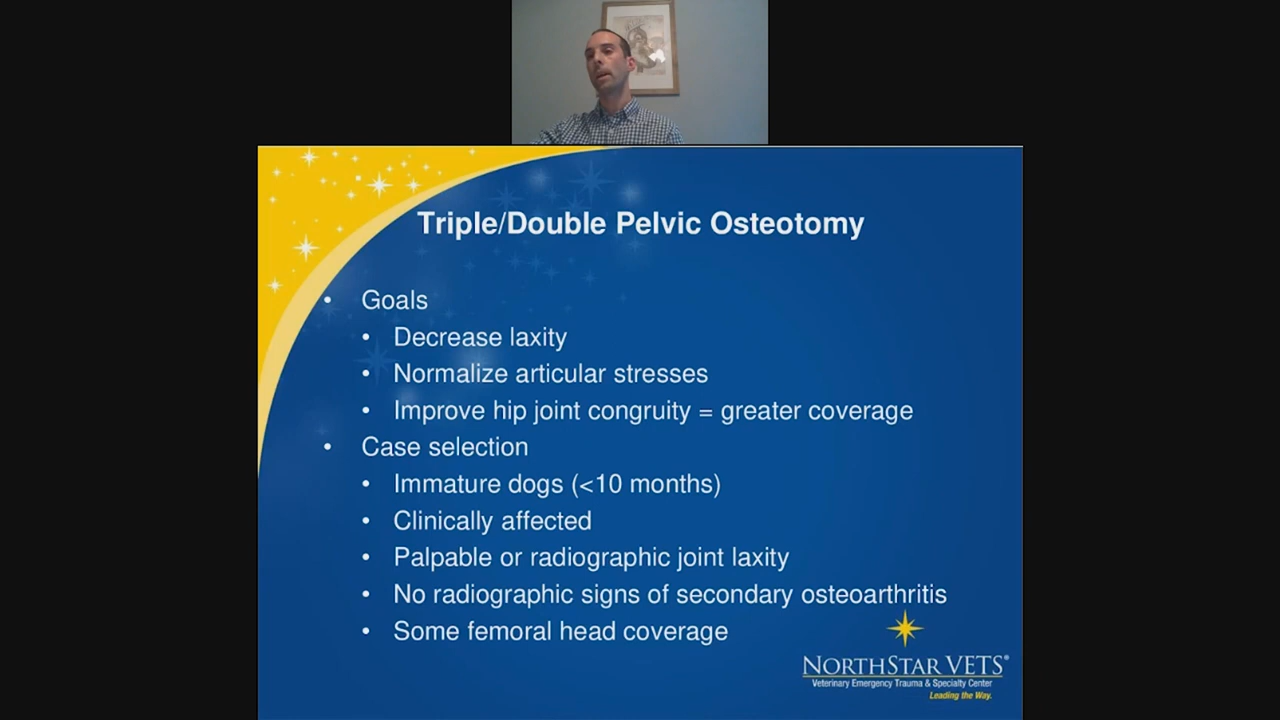 Triple/Double Pelvic Osteotomy
• Goals
• Decrease laxity
• Normalize articular stresses
• Improve hip joint congruity = greater coverage
• Case selection
• Immature dogs (<10 months)
• Clinically affected
• Palpable or radiographic joint laxity
• No radiographic signs of secondary osteoarthritis
• Some femoral head coverage
NORTHSTAR VETS®
Veterinary Emergency Trauma & Specialty Center
Leading the Way.